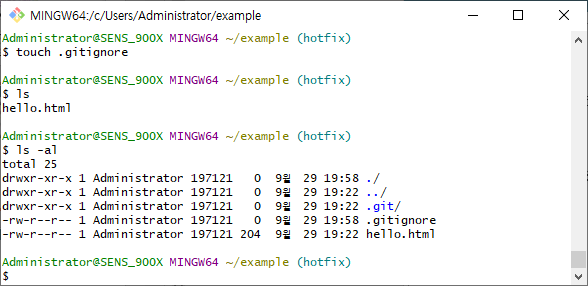 MINGW64:/c/Users/Administrator/example
Administrator@SENS_900X MINGW64 ~/example (hotfix)
$ touch .gitignore
Administrator@SENS_900X MINGW64 ~/example (hotfix)
$ ls
hello.html
Administrator@SENS_900X MINGW64 ~/example (hotfix)
$ ls -al
total 25
drwxr-xr-x 1 Administrator 197121   0  9월  29 19:58 ./
drwxr-xr-x 1 Administrator 197121   0  9월  29 19:22 ../
drwxr-xr-x 1 Administrator 197121   0  9월  29 19:22 .git/
-rw-r--r-- 1 Administrator 197121   0  9월  29 19:58 .gitignore
-rw-r--r-- 1 Administrator 197121 204  9월  29 19:22 hello.html
Administrator@SENS_900X MINGW64 ~/example (hotfix)
$